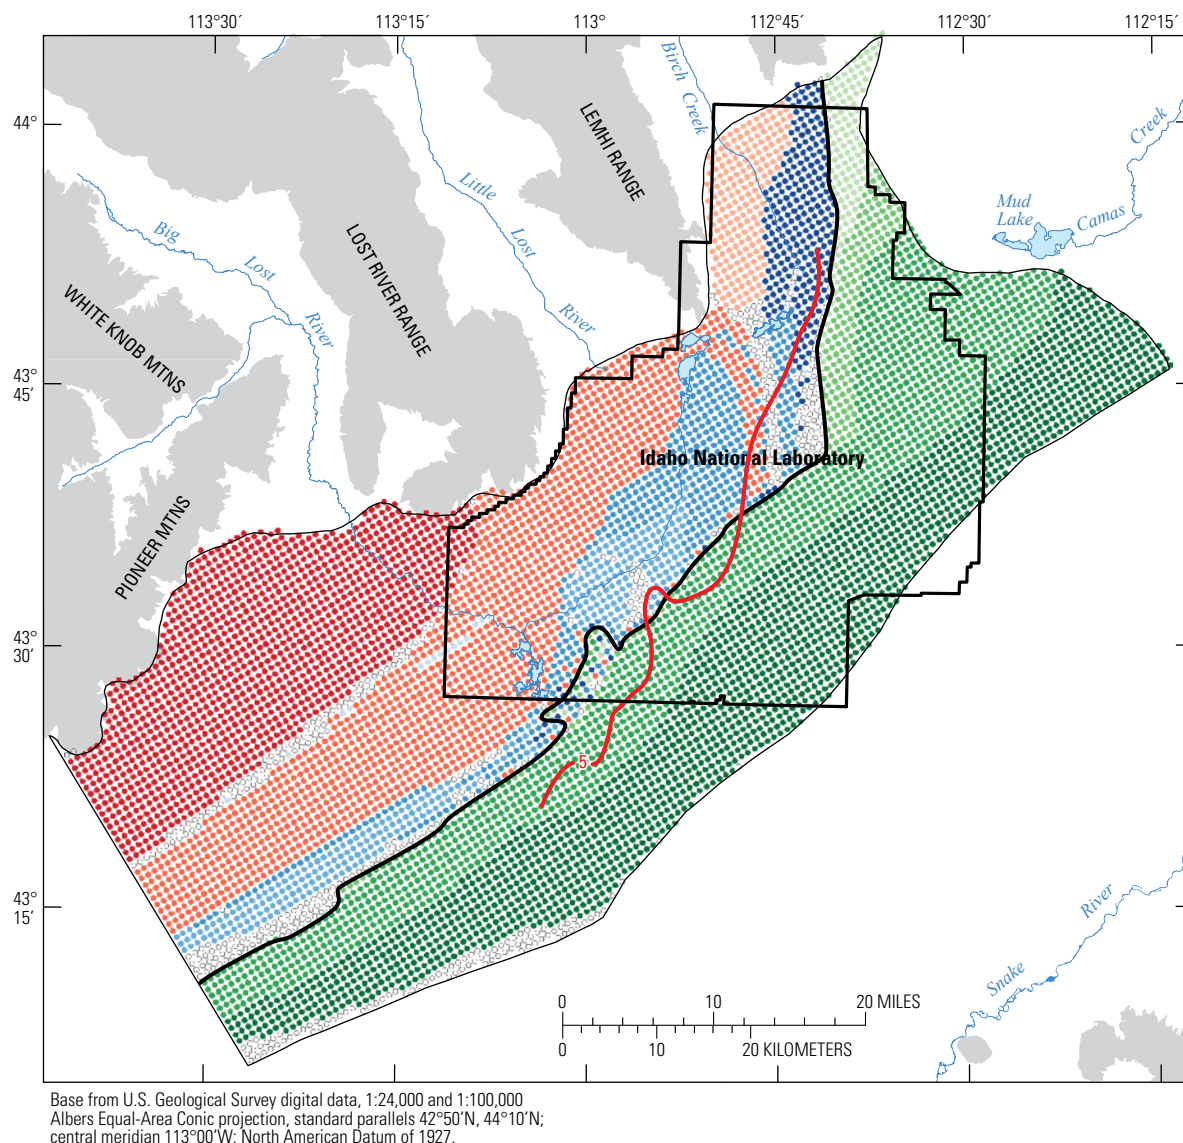 113°30´ 113°15´ 113° 112°45´ 112°30´ 112°15´
44°
43°
45´
43°
30´
43°
15´
Birch Creek
LEMHI RANGE
Little
Lost
River
Big
Lost
River
LOST RIVER RANGE
WHITE KNOB MTNS
PIONEER MTNS
Mud
Lake
Camas
Creek
Idaho National Laboratory
5
Snake
River
0 10 20 MILES
0 10 20 KILOMETERS
Base from U.S. Geological Survey digital data, 1:24,000 and 1:100,000
Albers Equal-Area Conic projection, standard parallels 42°50´N, 44°10´N;
central meridian 113°00´W; North American Datum of 1927.